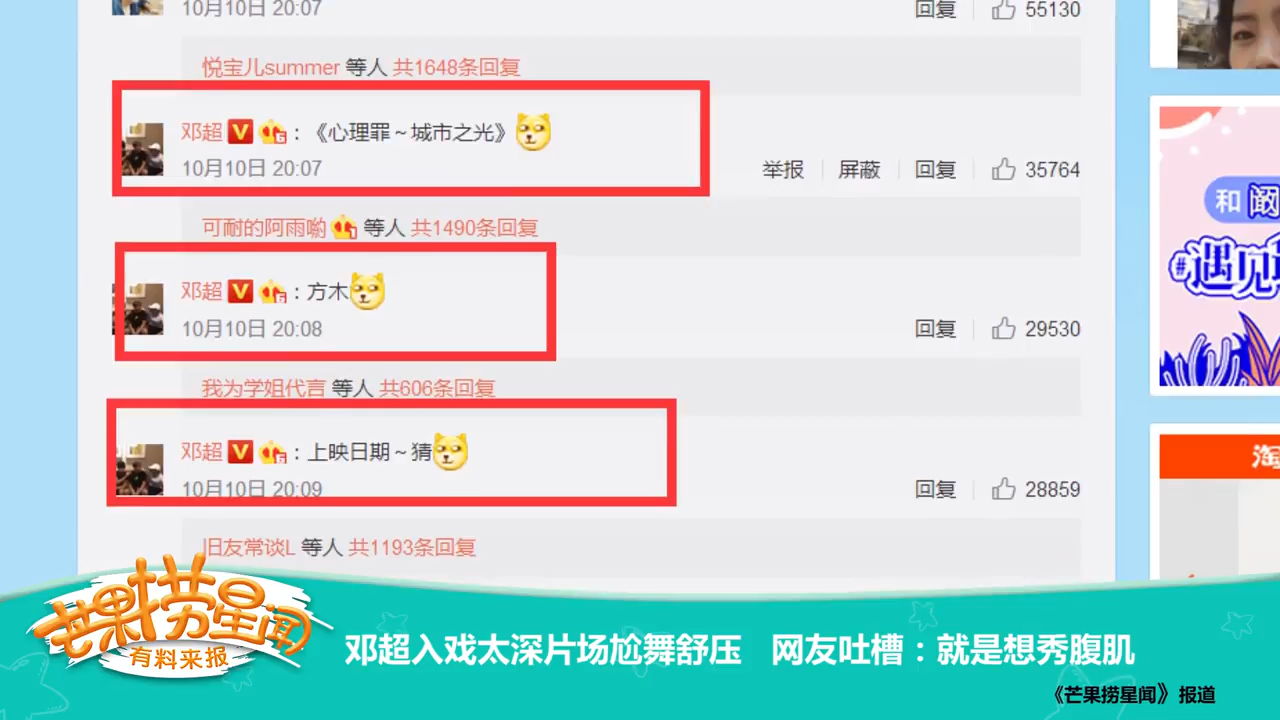 10月10日 20:07
回复
55130
悦宝儿summer 等人 共1648条回复
邓超 V : 《心理罪~城市之光》
10月10日 20:07
举报
屏蔽
回复
35764
可耐的阿雨喲 等人 共1490条回复
邓超 V : 方木
10月10日 20:08
回复
29530
我为学姐代言 等人 共606条回复
邓超 V : 上映日期~猜
10月10日 20:09
回复
28859
旧友常谈L 等人 共1193条回复
和阚
#遇见
淘
芒果捞星闻
有料来报
邓超入戏太深片场尬舞舒压 网友吐槽：就是想秀腹肌
《芒果捞星闻》报道